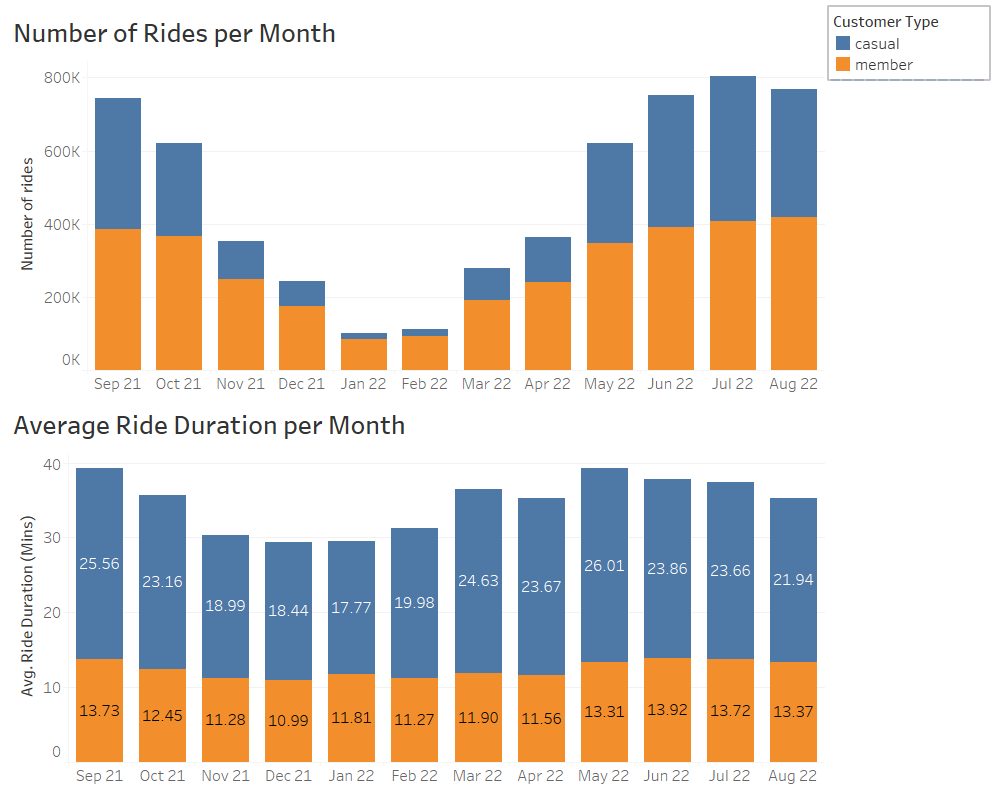 Number of Rides per Month
Customer Type
casual
member
Number of rides
800K
600K
400K
200K
0K
Sep 21 Oct 21 Nov 21 Dec 21 Jan 22 Feb 22 Mar 22 Apr 22 May 22 Jun 22 Jul 22 Aug 22
Average Ride Duration per Month
Avg. Ride Duration (Mins)
40
30
20
10
0
25.56 23.16 18.99 18.44 17.77 19.98 24.63 23.67 26.01 23.86 23.66 21.94
13.73 12.45 11.28 10.99 11.81 11.27 11.90 11.56 13.31 13.92 13.72 13.37
Sep 21 Oct 21 Nov 21 Dec 21 Jan 22 Feb 22 Mar 22 Apr 22 May 22 Jun 22 Jul 22 Aug 22